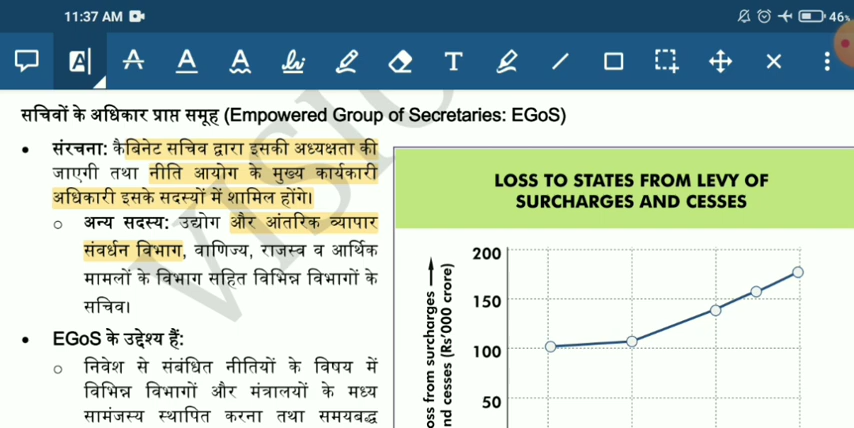 11:37 AM
46%
सचिवों के अधिकार प्राप्त समूह (Empowered Group of Secretaries: EGoS)
• संरचना: कैबिनेट सचिव द्वारा इसकी अध्यक्षता की
जाएगी तथा नीति आयोग के मुख्य कार्यकारी
अधिकारी इसके सदस्यों में शामिल होंगे।
○ अन्य सदस्य: उद्योग और आंतरिक व्यापार
संवर्धन विभाग, वाणिज्य, राजस्व व आर्थिक
मामलों के विभाग सहित विभिन्न विभागों के
सचिव।
• EGoS के उद्देश्य हैं:
○ निवेश से संबंधित नीतियों के विषय में
विभिन्न विभागों और मंत्रालयों के मध्य
सामंजस्य स्थापित करना तथा समयबद्ध
LOSS TO STATES FROM LEVY OF
SURCHARGES AND CESSES
from surcharges
cesses (Rs'000 crore)
200
150
100
50
VISIO